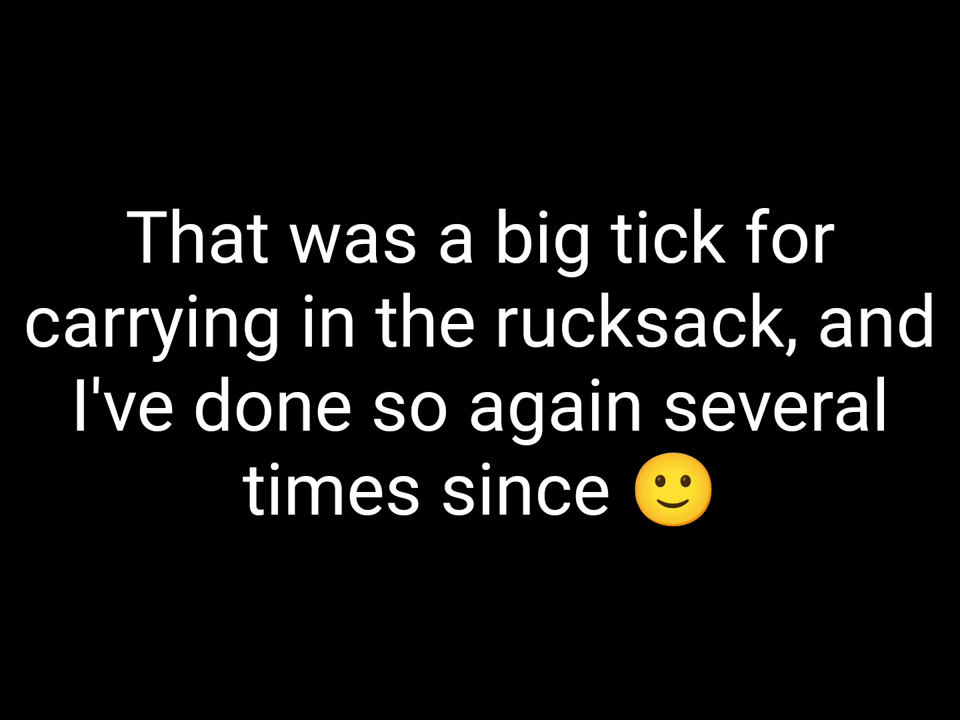 That was a big tick for
carrying in the rucksack, and
I've done so again several
times since 🙂